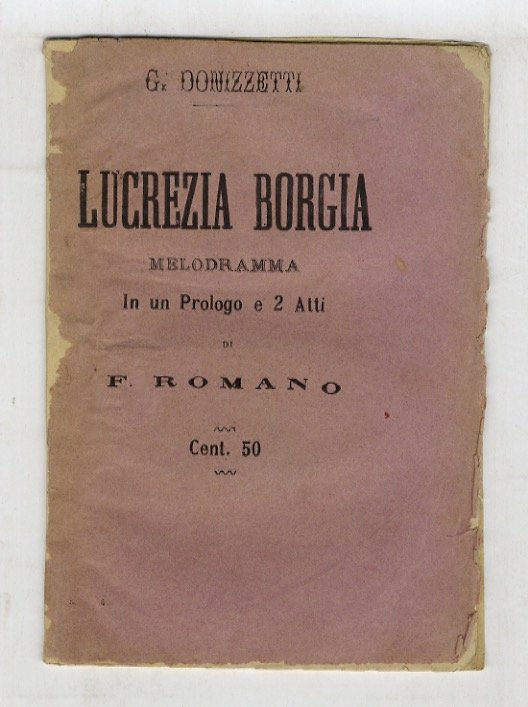 G. DONIZZETTI
LUCREZIA BORGIA
MELODRAMMA
In un Prologo e 2 Atti
DI
F. ROMANO
Cent. 50